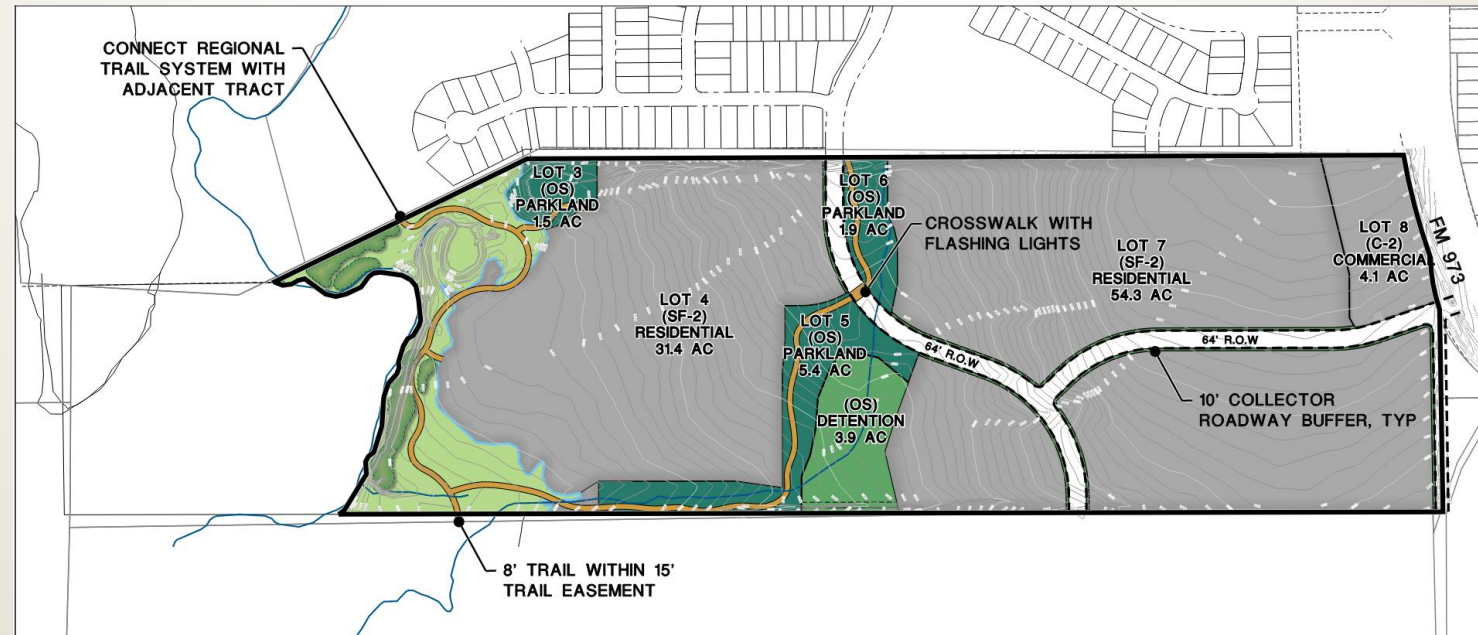 CONNECT REGIONAL
TRAIL SYSTEM WITH
ADJACENT TRACT
LOT 3
(OS)
PARKLAND
1.5 AC
LOT 6
(OS)
PARKLAND
1.9 AC
CROSSWALK WITH
FLASHING LIGHTS
LOT 7
(SF-2)
RESIDENTIAL
54.3 AC
LOT 8
(C-2)
COMMERCIAL
4.1 AC
FM 973
LOT 4
(SF-2)
RESIDENTIAL
31.4 AC
LOT 5
(OS)
PARKLAND
5.4 AC
64' R.O.W
64' R.O.W
(OS)
DETENTION
3.9 AC
10' COLLECTOR
ROADWAY BUFFER, TYP
8' TRAIL WITHIN 15'
TRAIL EASEMENT